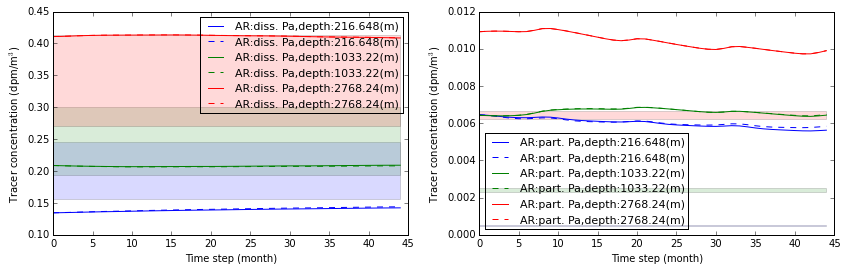 0.45
0.40
0.35
0.30
0.25
0.20
0.15
0.10
Tracer concentration (dpm/m³)
AR:diss. Pa,depth:216.648(m)
AR:diss. Pa,depth:216.648(m)
AR:diss. Pa,depth:1033.22(m)
AR:diss. Pa,depth:1033.22(m)
AR:diss. Pa,depth:2768.24(m)
AR:diss. Pa,depth:2768.24(m)
0 5 10 15 20 25 30 35 40 45
Time step (month)
0.012
0.010
0.008
0.006
0.004
0.002
0.000
Tracer concentration (dpm/m³)
AR:part. Pa,depth:216.648(m)
AR:part. Pa,depth:216.648(m)
AR:part. Pa,depth:1033.22(m)
AR:part. Pa,depth:1033.22(m)
AR:part. Pa,depth:2768.24(m)
AR:part. Pa,depth:2768.24(m)
0 5 10 15 20 25 30 35 40 45
Time step (month)